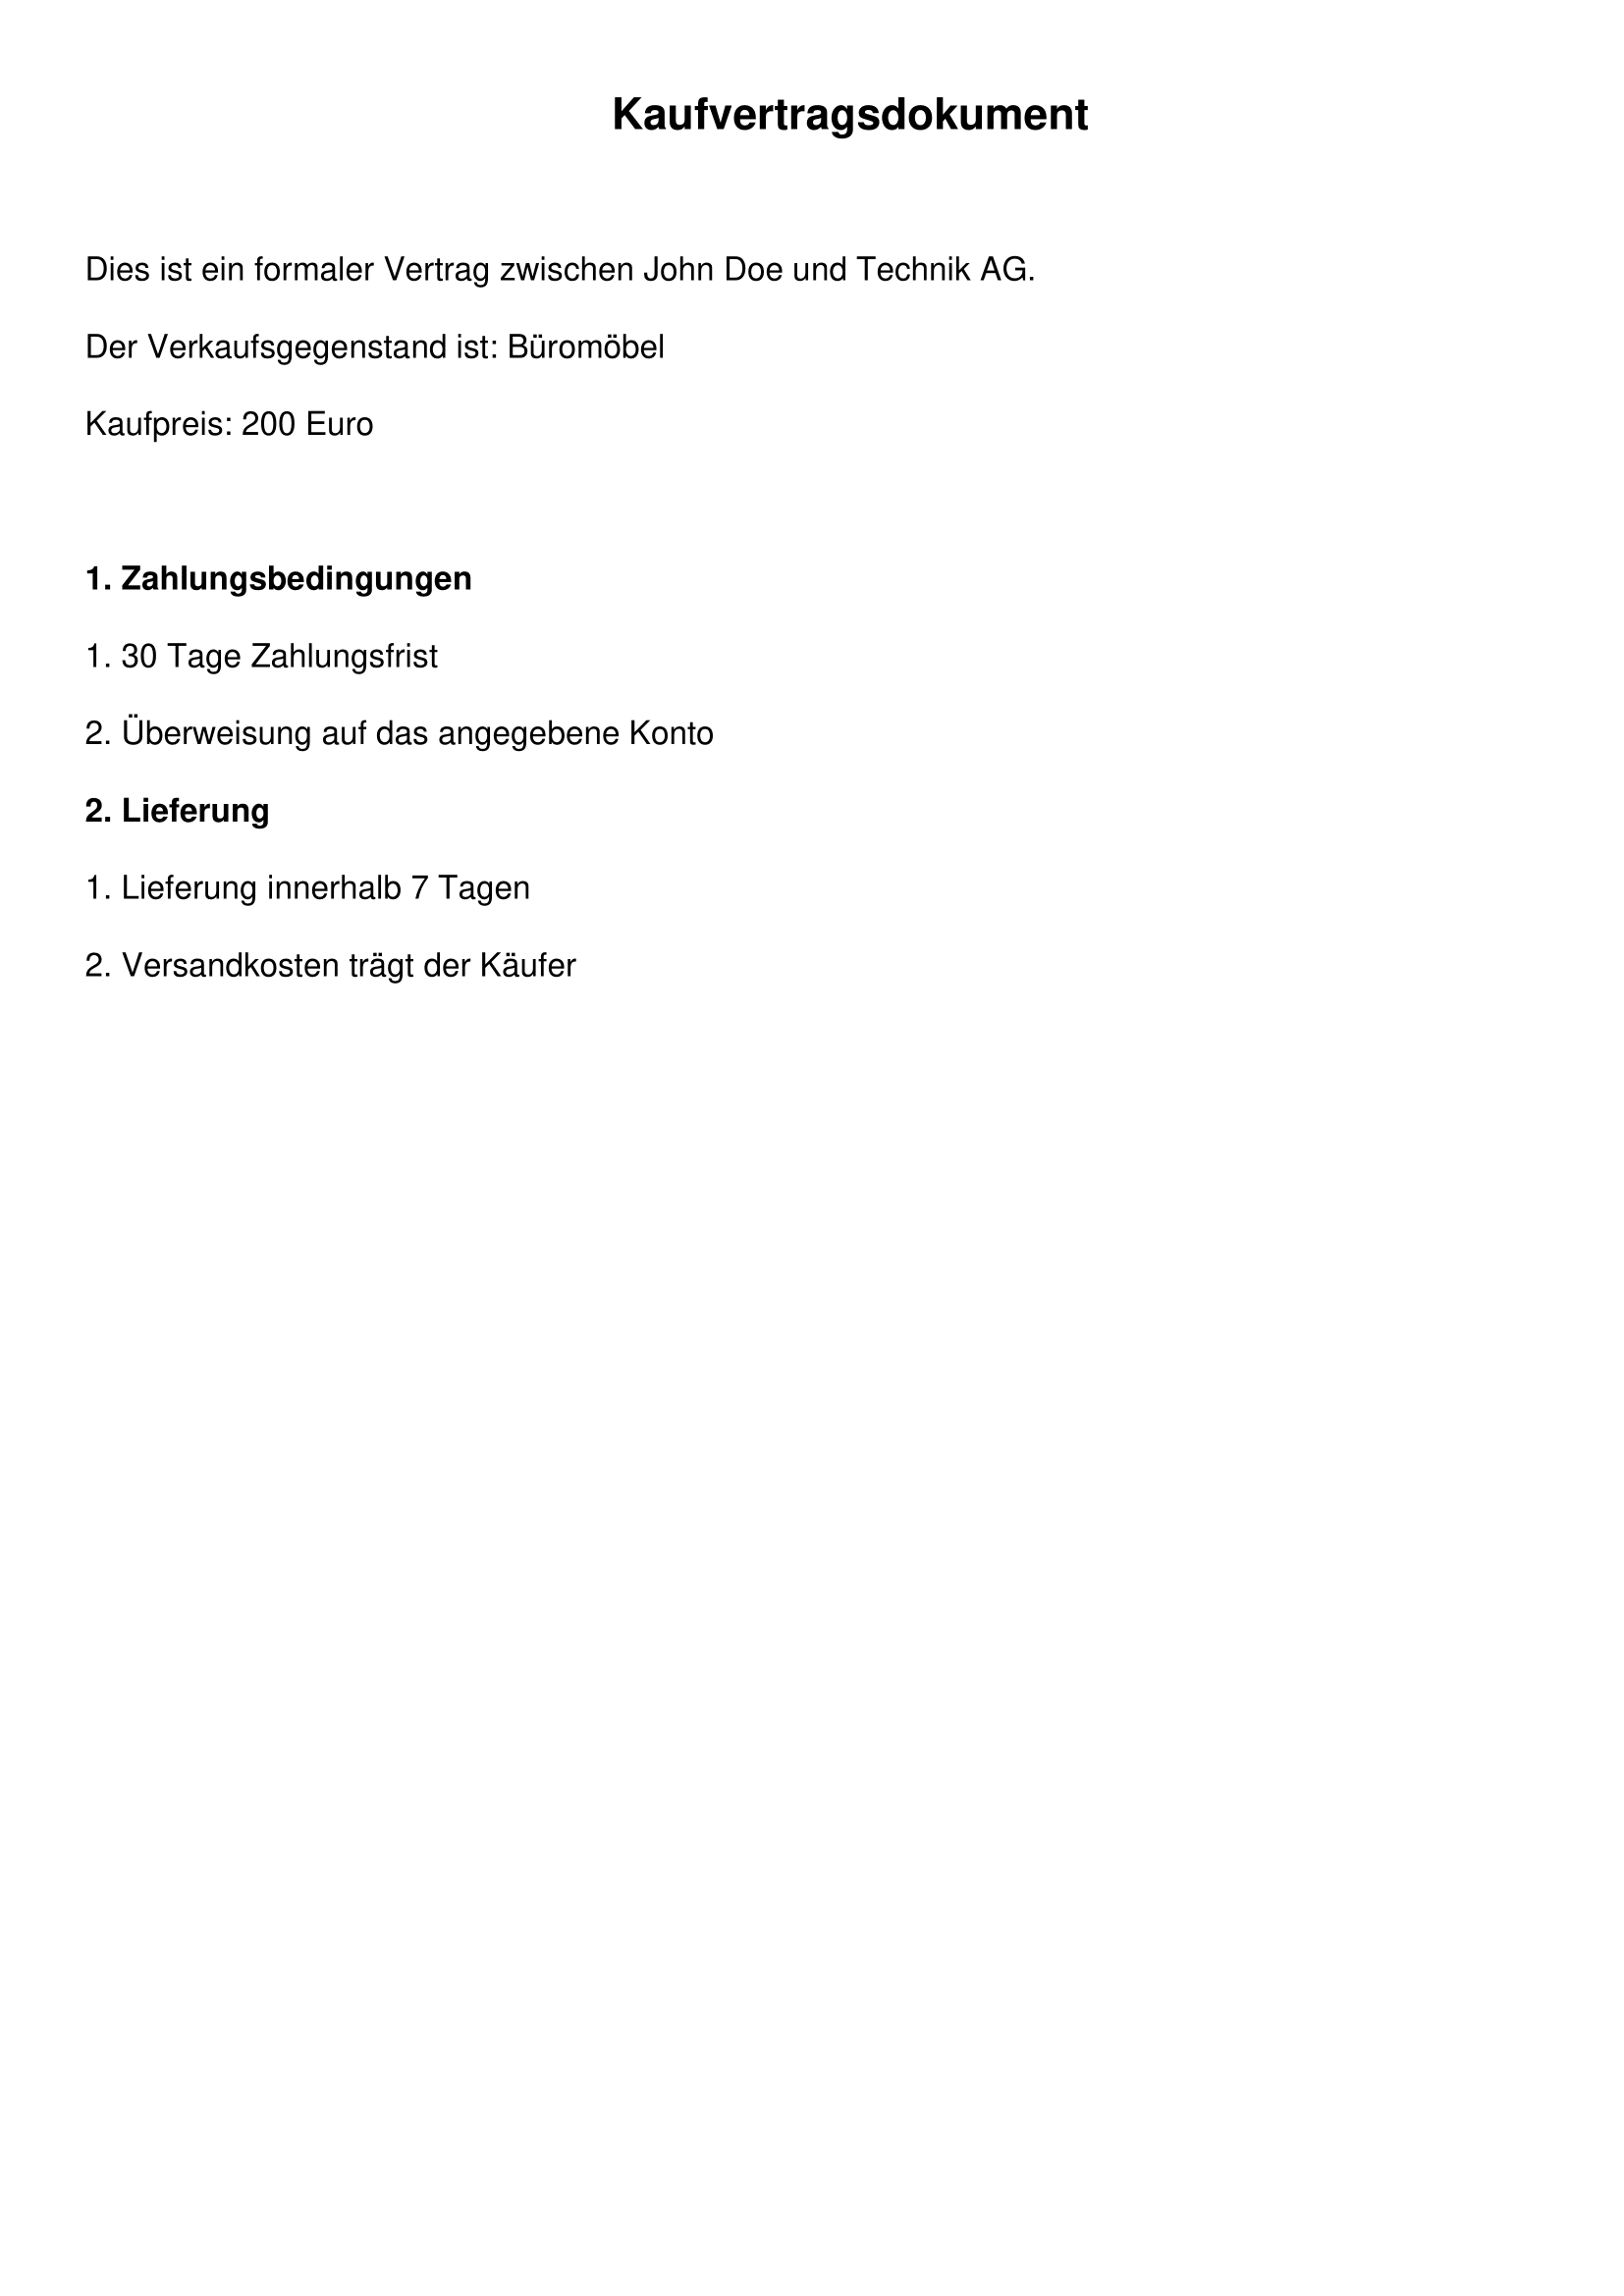 Kaufvertragsdokument
Dies ist ein formaler Vertrag zwischen John Doe und Technik AG.
Der Verkaufsgegenstand ist: Büromöbel
Kaufpreis: 200 Euro
1. Zahlungsbedingungen
1. 30 Tage Zahlungsfrist
2. Überweisung auf das angegebene Konto
2. Lieferung
1. Lieferung innerhalb 7 Tagen
2. Versandkosten trägt der Käufer